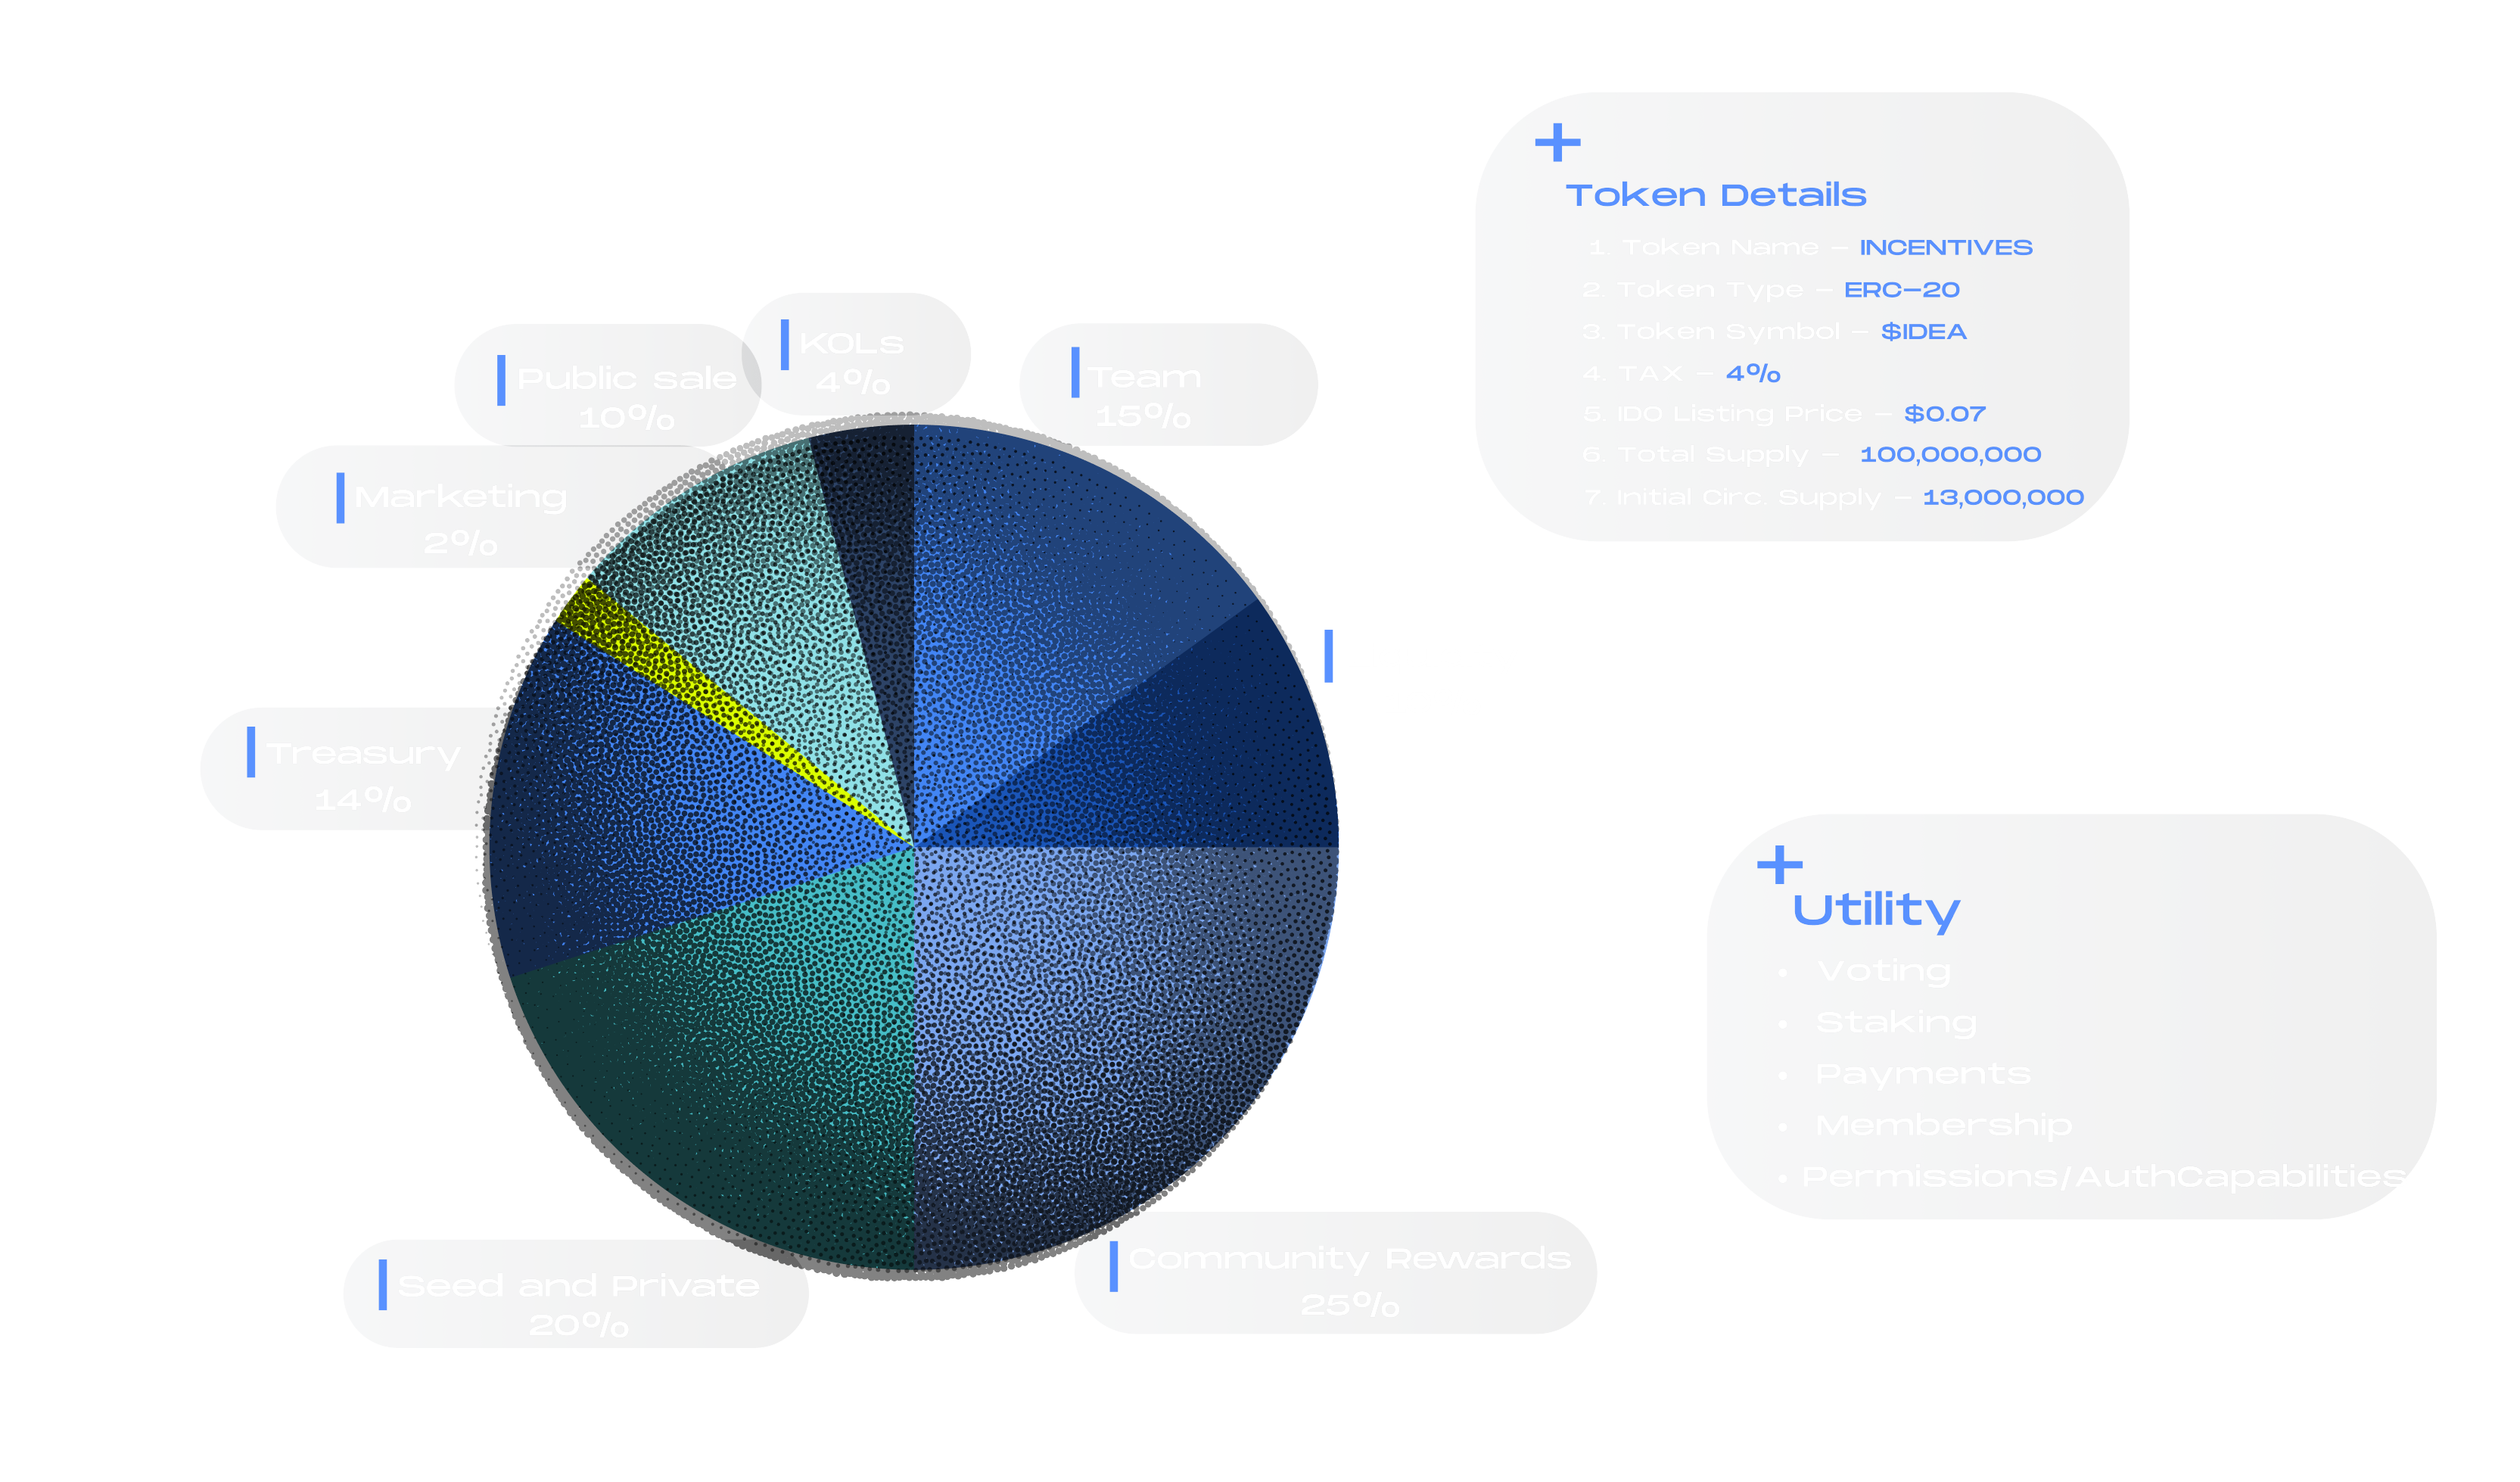 Token Details
1. Token Name – INCENTIVES
2. Token Type – ERC-20
3. Token Symbol – $IDEA
4. TAX – 4%
5. IDO Listing Price – $0.07
6. Total Supply – 100,000,000
7. Initial Circ. Supply – 13,000,000
KOLs
4%
Public sale
10%
Team
15%
Marketing
2%
Treasury
14%
Seed and Private
20%
Community Rewards
25%
Utility
• Voting
• Staking
• Payments
• Membership
• Permissions/AuthCapabilities